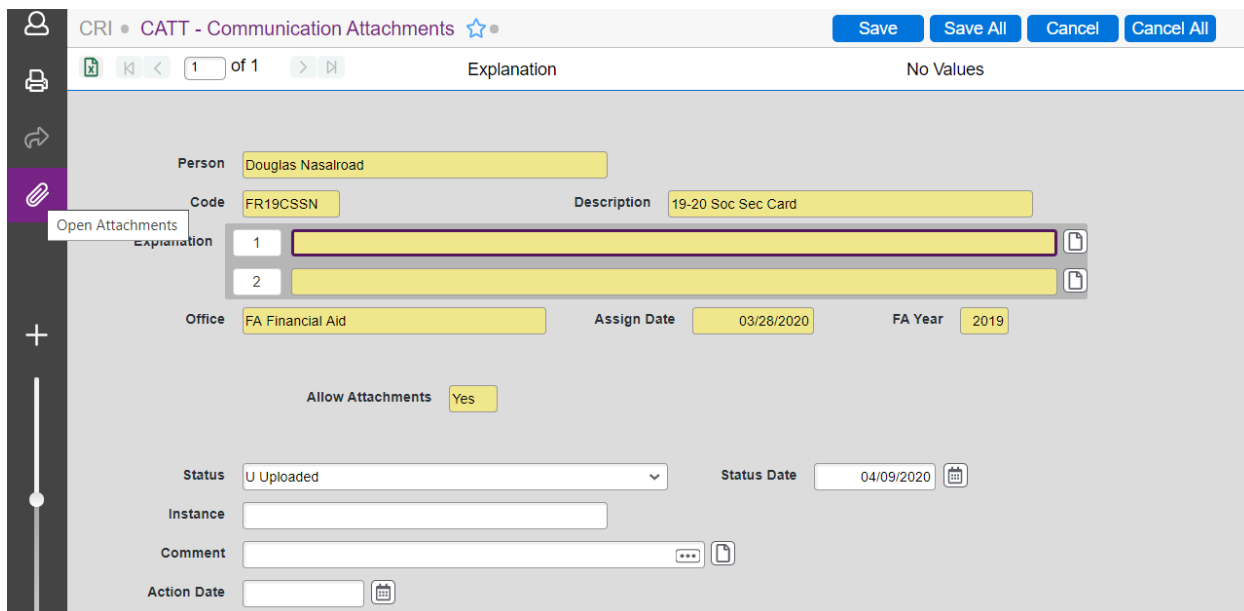 CRI • CATT - Communication Attachments Save Save All Cancel Cancel All
1 of 1 Explanation No Values
Person Douglas Nasalroad
Code FR19CSSN Description 19-20 Soc Sec Card
Open Attachments
Explanation 1
2
Office FA Financial Aid Assign Date 03/28/2020 FA Year 2019
Allow Attachments Yes
Status U Uploaded Status Date 04/09/2020
Instance
Comment
Action Date